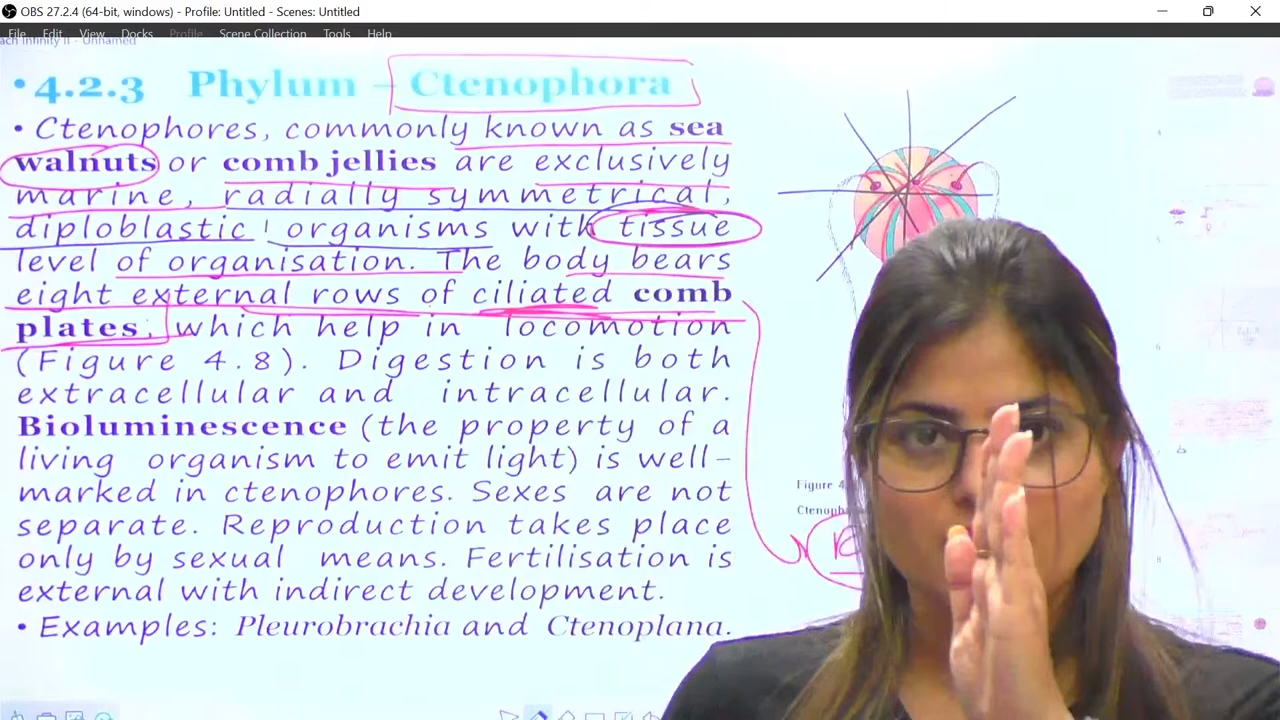 OBS 27.2.4 (64-bit, windows) - Profile: Untitled - Scenes: Untitled
File Edit View Docks Profile Scene Collection Tools Help
ach Infinity II - Unnamed
• 4.2.3 Phylum – Ctenophora
• Ctenophores, commonly known as sea
walnuts or comb jellies are exclusively
marine, radially symmetrical,
diploblastic organisms with tissue
level of organisation. The body bears
eight external rows of ciliated comb
plates, which help in locomotion
(Figure 4.8). Digestion is both
extracellular and intracellular.
Bioluminescence (the property of a
living organism to emit light) is well-
marked in ctenophores. Sexes are not
separate. Reproduction takes place
only by sexual means. Fertilisation is
external with indirect development.
• Examples: Pleurobrachia and Ctenoplana.
Figure 4
Ctenoph